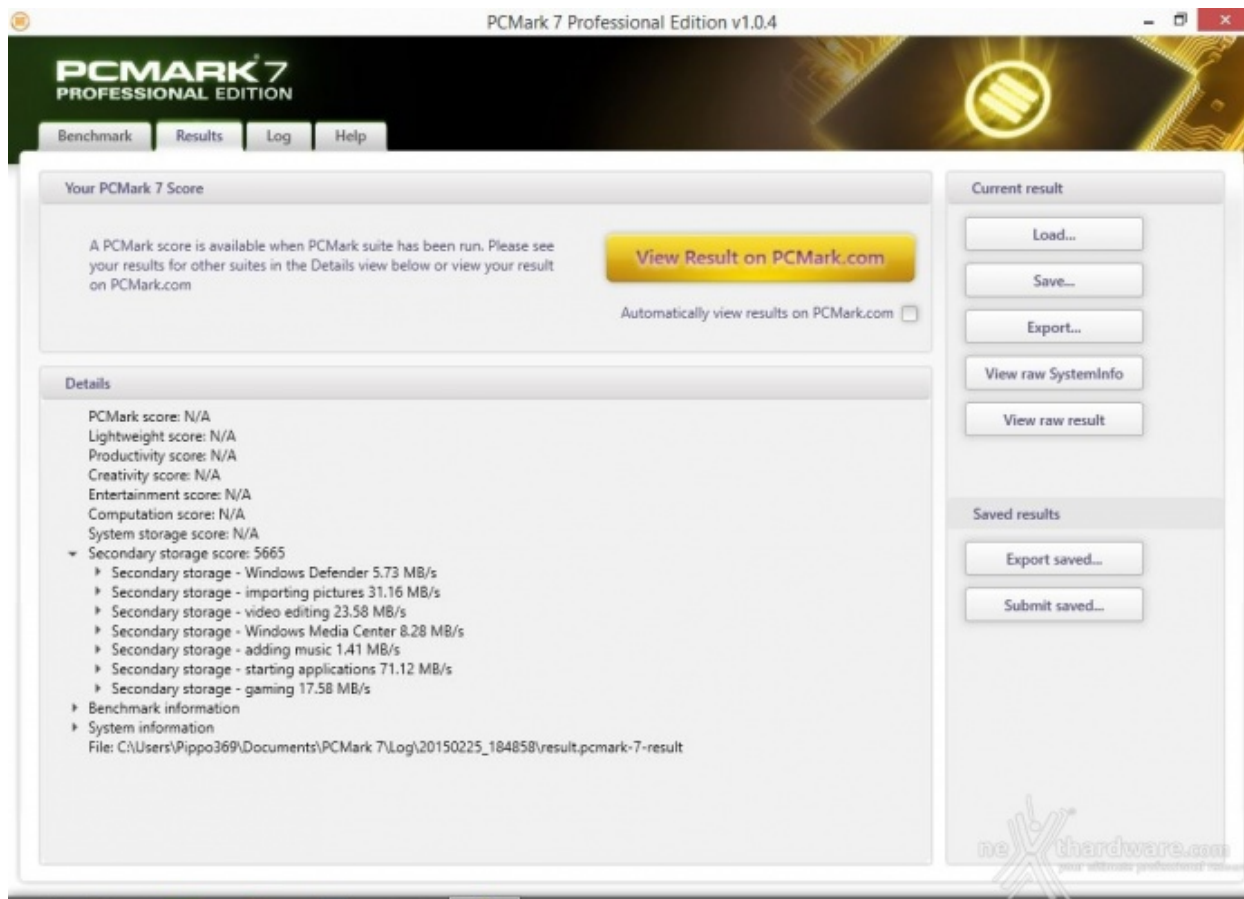 PCMark 7 Professional Edition v1.0.4
PCMARK 7
PROFESSIONAL EDITION
Benchmark Results Log Help
Your PCMark 7 Score
A PCMark score is available when PCMark suite has been run. Please see
your results for other suites in the Details view below or view your result
on PCMark.com
View Result on PCMark.com
Automatically view results on PCMark.com
Details
PCMark score: N/A
Lightweight score: N/A
Productivity score: N/A
Creativity score: N/A
Entertainment score: N/A
Computation score: N/A
System storage score: N/A
Secondary storage score: 5665
Secondary storage - Windows Defender 5.73 MB/s
Secondary storage - importing pictures 31.16 MB/s
Secondary storage - video editing 23.58 MB/s
Secondary storage - Windows Media Center 8.28 MB/s
Secondary storage - adding music 1.41 MB/s
Secondary storage - starting applications 71.12 MB/s
Secondary storage - gaming 17.58 MB/s
Benchmark information
System information
File: C:\Users\Pippo369\Documents\PCMark 7\Log\20150225_184858\result.pcmark-7-result
Current result
Load...
Save...
Export...
View raw SystemInfo
View raw result
Saved results
Export saved...
Submit saved...
nexthardware.com
your ultimate professional